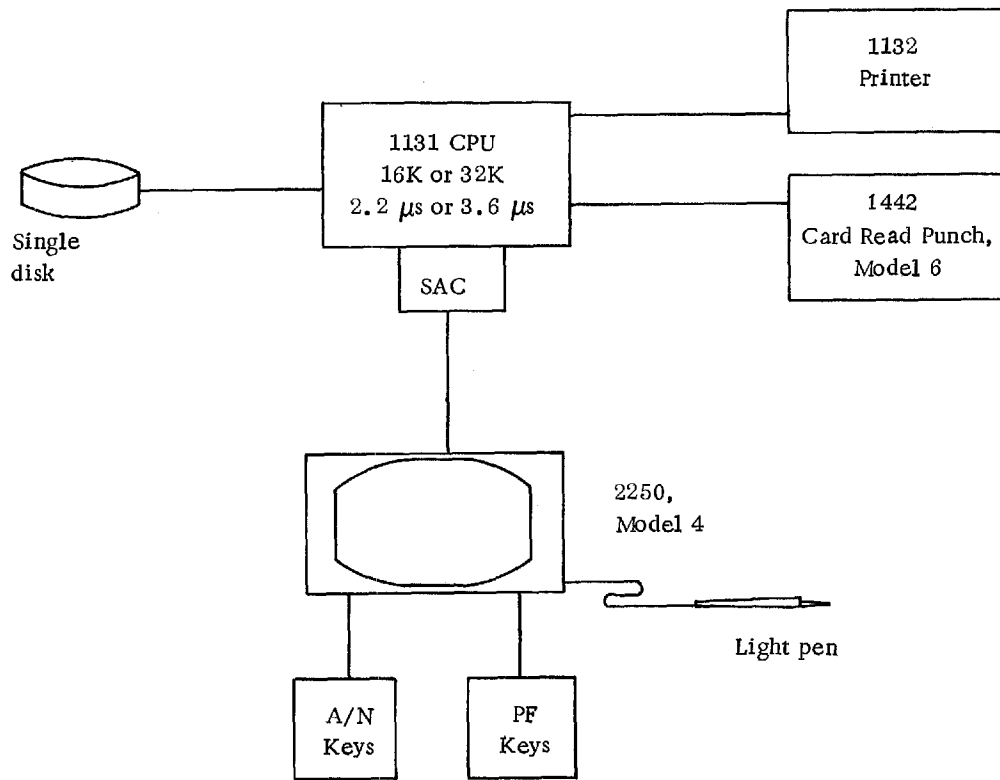 1132
Printer
1131 CPU
16K or 32K
2.2 μs or 3.6 μs
1442
Card Read Punch,
Model 6
Single
disk
SAC
2250,
Model 4
Light pen
A/N
Keys
PF
Keys